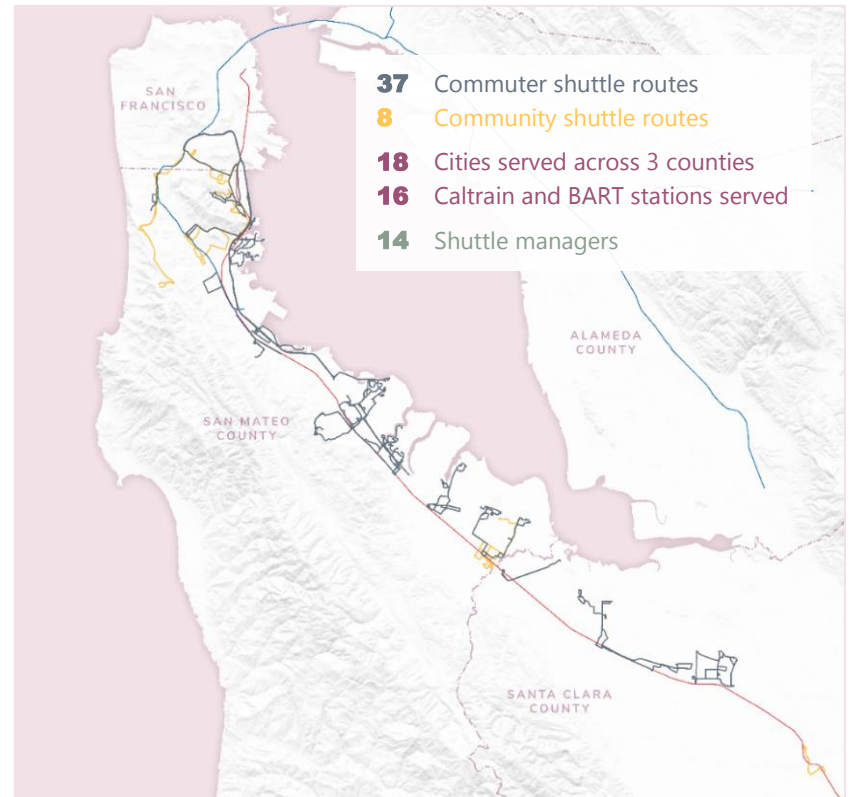 SAN
FRANCISCO
37 Commuter shuttle routes
8 Community shuttle routes
18 Cities served across 3 counties
16 Caltrain and BART stations served
14 Shuttle managers
ALAMEDA
COUNTY
SAN MATEO
COUNTY
SANTA CLARA
COUNTY